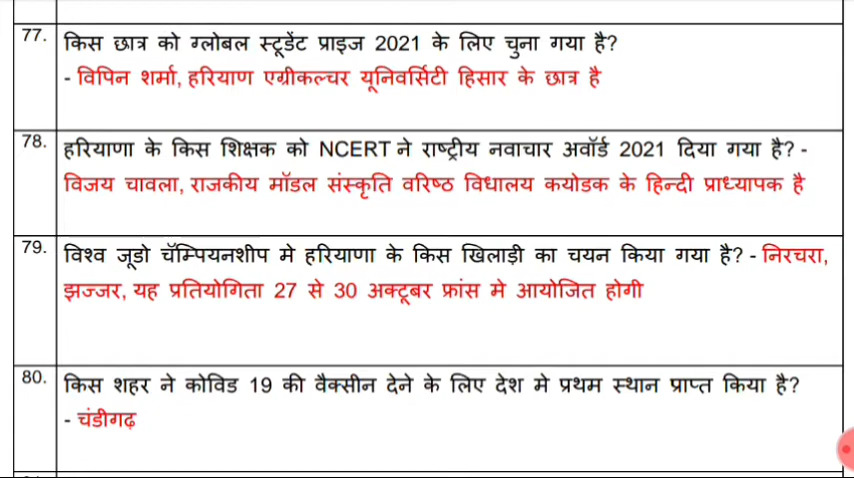 77. किस छात्र को ग्लोबल स्टूडेंट प्राइज 2021 के लिए चुना गया है?
- विपिन शर्मा, हरियाण एग्रीकल्चर यूनिवर्सिटी हिसार के छात्र है
78. हरियाणा के किस शिक्षक को NCERT ने राष्ट्रीय नवाचार अवॉर्ड 2021 दिया गया है? -
विजय चावला, राजकीय मॉडल संस्कृति वरिष्ठ विधालय कयोडक के हिन्दी प्राध्यापक है
79. विश्व जूडो चॅम्पियनशीप मे हरियाणा के किस खिलाड़ी का चयन किया गया है? - निरचरा,
झज्जर, यह प्रतियोगिता 27 से 30 अक्टूबर फ्रांस मे आयोजित होगी
80. किस शहर ने कोविड 19 की वैक्सीन देने के लिए देश मे प्रथम स्थान प्राप्त किया है?
- चंडीगढ़